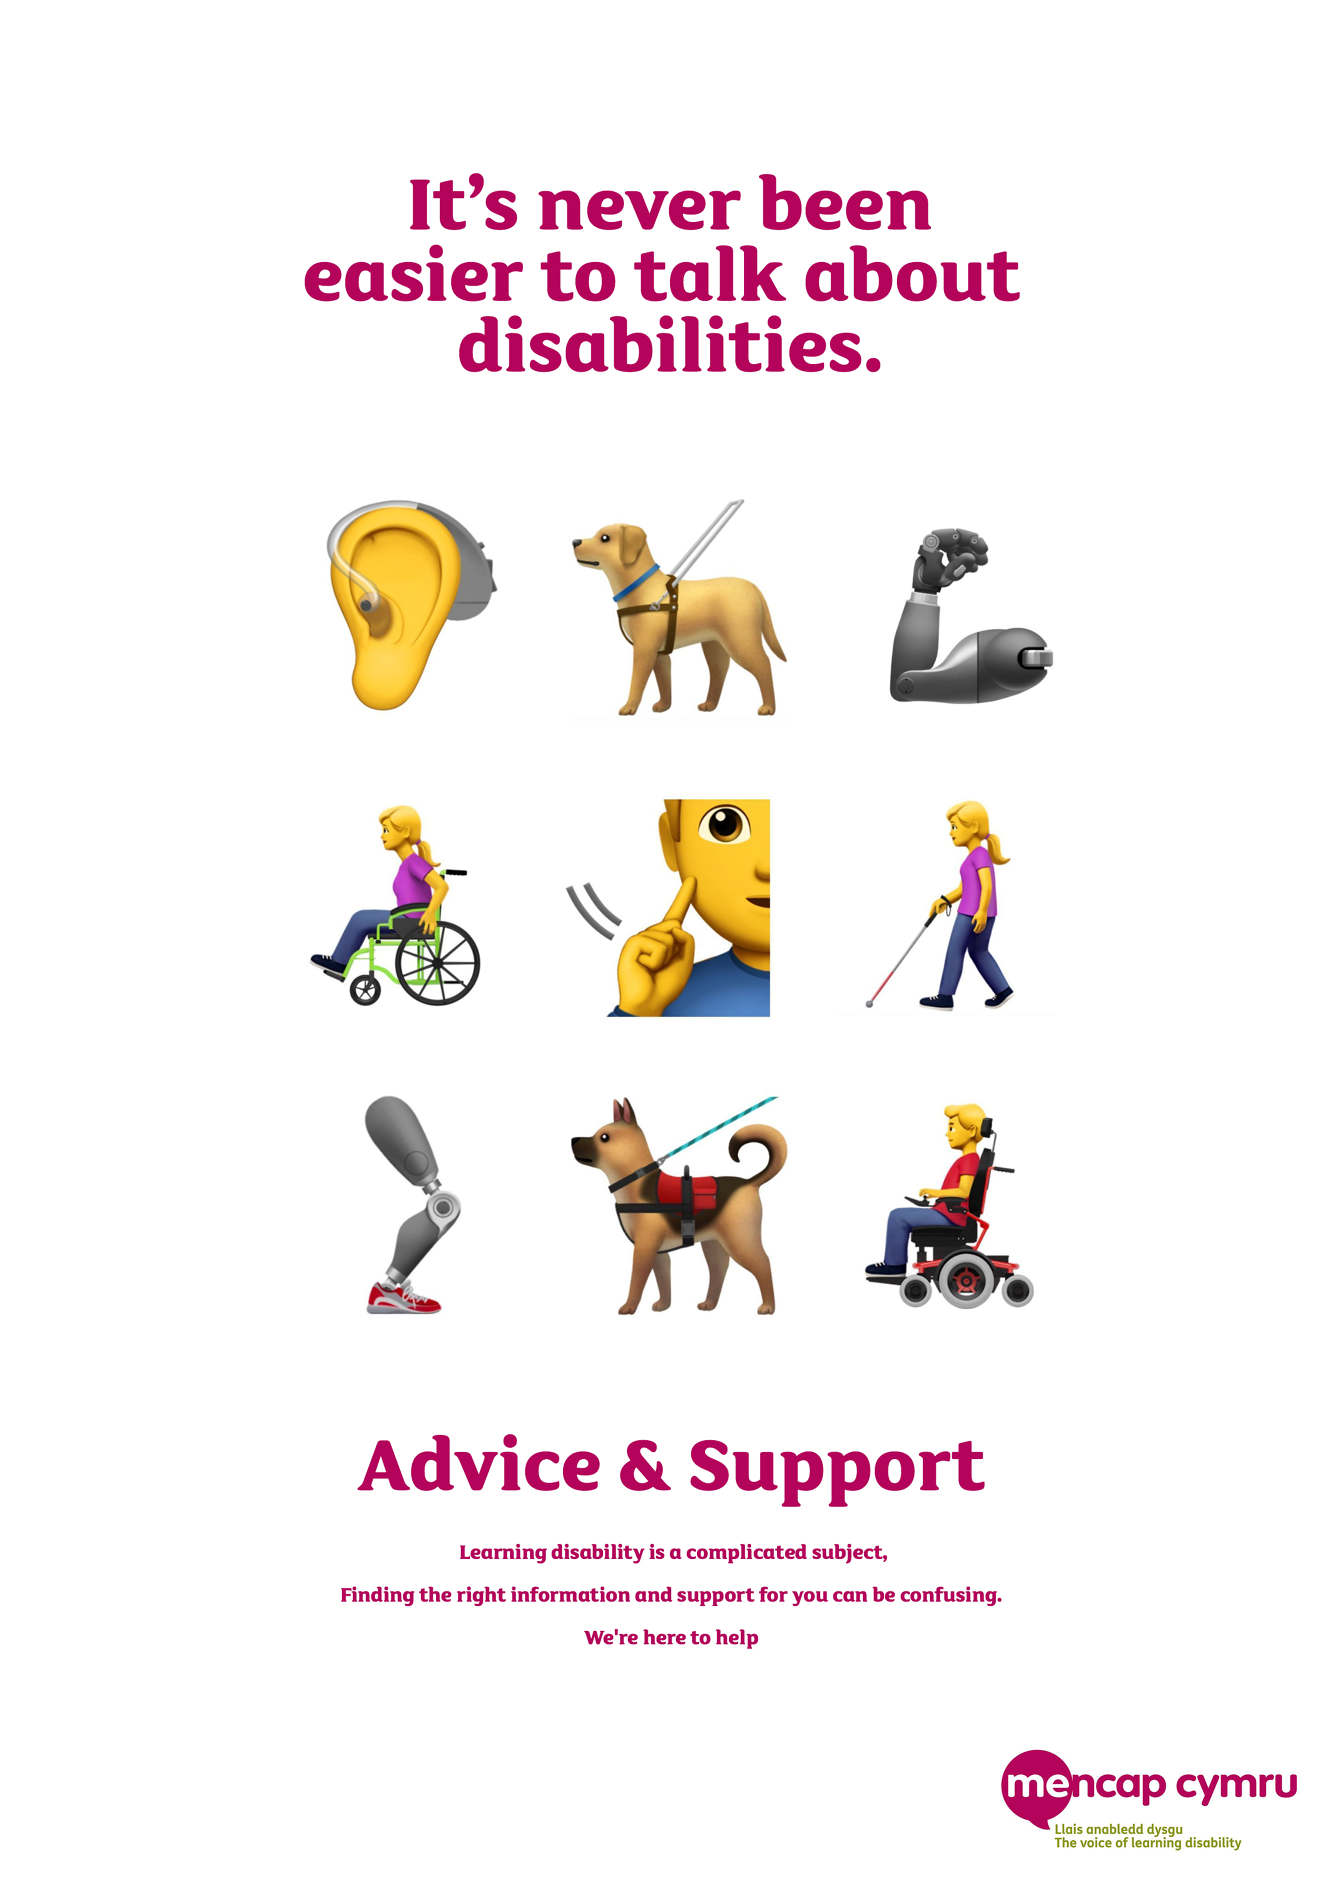 It’s never been
easier to talk about
disabilities.
Advice & Support
Learning disability is a complicated subject,
Finding the right information and support for you can be confusing.
We're here to help
mencap cymru
Llais anabledd dysgu
The voice of learning disability